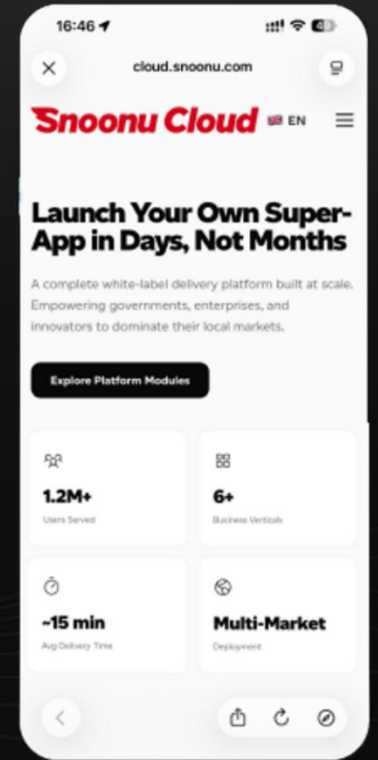 16:46
cloud.snoonu.com
Snoonu Cloud
EN
Launch Your Own Super-
App in Days, Not Months
A complete white-label delivery platform built at scale.
Empowering governments, enterprises, and
innovators to dominate their local markets.
Explore Platform Modules
1.2M+
Users Served
6+
Business Verticals
~15 min
Avg Delivery Time
Multi-Market
Deployment